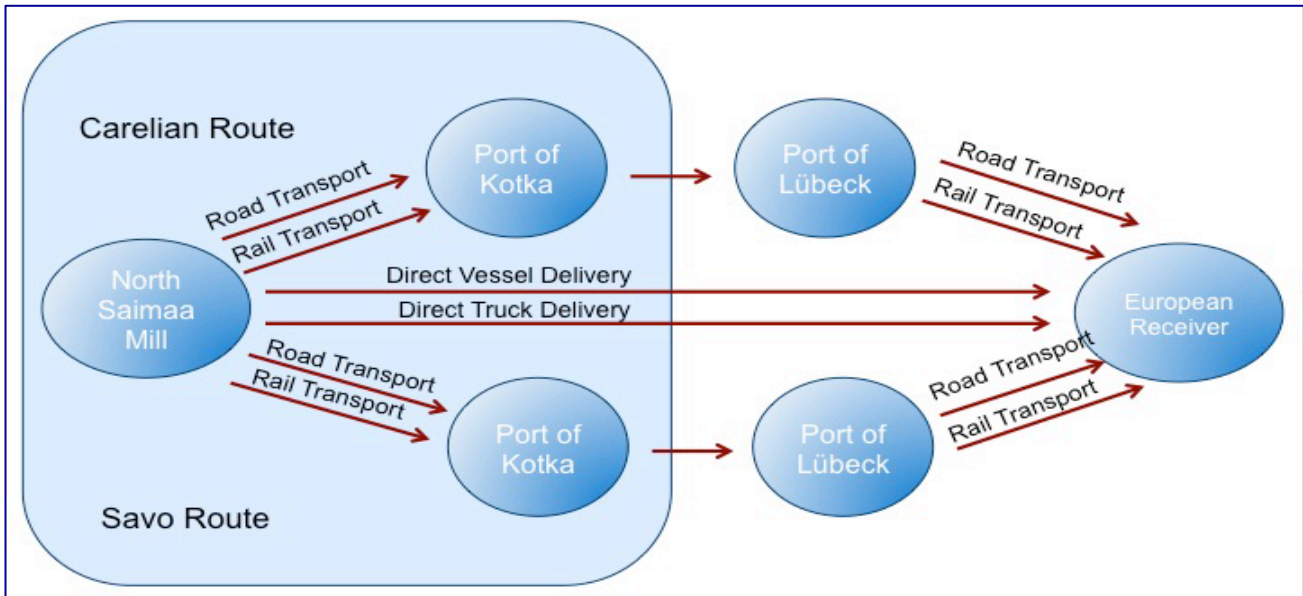 Carelian Route
Road Transport
Rail Transport
Port of
Kotka
Port of
Lübeck
Road Transport
Rail Transport
North
Saimaa
Mill
Direct Vessel Delivery
Direct Truck Delivery
European
Receiver
Road Transport
Rail Transport
Port of
Kotka
Port of
Lübeck
Road Transport
Rail Transport
Savo Route